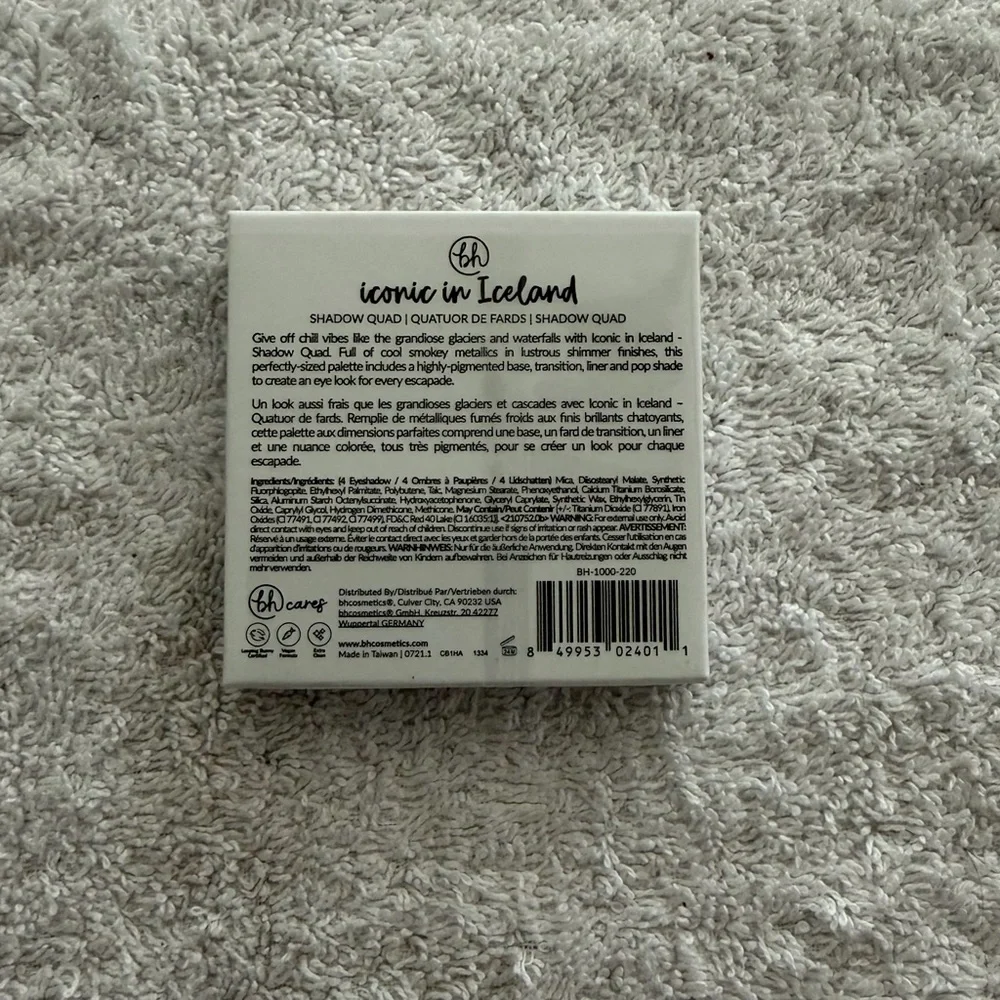 bh
iconic in Iceland
SHADOW QUAD | QUATUOR DE FARDS | SHADOW QUAD
Give off chill vibes like the grandiose glaciers and waterfalls with Iconic in Iceland -
Shadow Quad. Full of cool smokey metallics in lustrous shimmer finishes, this
perfectly-sized palette includes a highly-pigmented base, transition, liner and pop shade
to create an eye look for every escapade.
Un look aussi frais que les grandioses glaciers et cascades avec Iconic in Iceland –
Quatuor de fards. Remplie de métalliques fumés froids aux finis brillants chatoyants,
cette palette aux dimensions parfaites comprend une base, un fard de transition, un liner
et une nuance colorée, tous très pigmentés, pour se créer un look pour chaque
escapade.
Ingredients/Ingrédients: (4 Eyeshadow / 4 Ombres à Paupières / 4 Lidschatten) Mica, Diisostearyl Malate, Synthetic
Fluorphlogopite, Ethylhexyl Palmitate, Polybutene, Talc, Magnesium Stearate, Phenoxyethanol, Calcium Titanium Borosilicate,
Silica, Aluminum Starch Octenylsuccinate, Hydroxyacetophenone, Glyceryl Caprylate, Synthetic Wax, Ethylhexylglycerin, Tin
Oxide, Caprylyl Glycol, Hydrogen Dimethicone, Methicone. May Contain/Peut Contenir [+/-: Titanium Dioxide (CI 77891), Iron
Oxides (CI 77491, CI 77492, CI 77499), FD&C Red 40 Lake (CI 16035:1)], <210752.0b> WARNING: For external use only. Avoid
direct contact with eyes and keep out of reach of children. Discontinue use if signs of irritation or rash appear. AVERTISSEMENT:
Réservé à un usage externe. Éviter le contact direct avec les yeux et garder hors de la portée des enfants. Cesser l'utilisation en cas
d'apparition d'irritations ou de rougeurs. WARNHINWEIS: Nur für die äußerliche Anwendung. Direkten Kontakt mit den Augen
vermeiden und außerhalb der Reichweite von Kindern aufbewahren. Bei Anzeichen für Hautreizungen oder Ausschlag nicht
mehr verwenden.
BH-1000-220
bh cares
Leaping Bunny Certified
Vegan Formula
Extra Clean
Distributed By/Distribué Par/Vertrieben durch:
bhcosmetics®, Culver City, CA 90232 USA
bhcosmetics® GmbH, Kreuzstr. 20 42277
Wuppertal GERMANY
www.bhcosmetics.com
Made in Taiwan | 0721.1 CB1HA 1334
24M
8 49953 02401 1